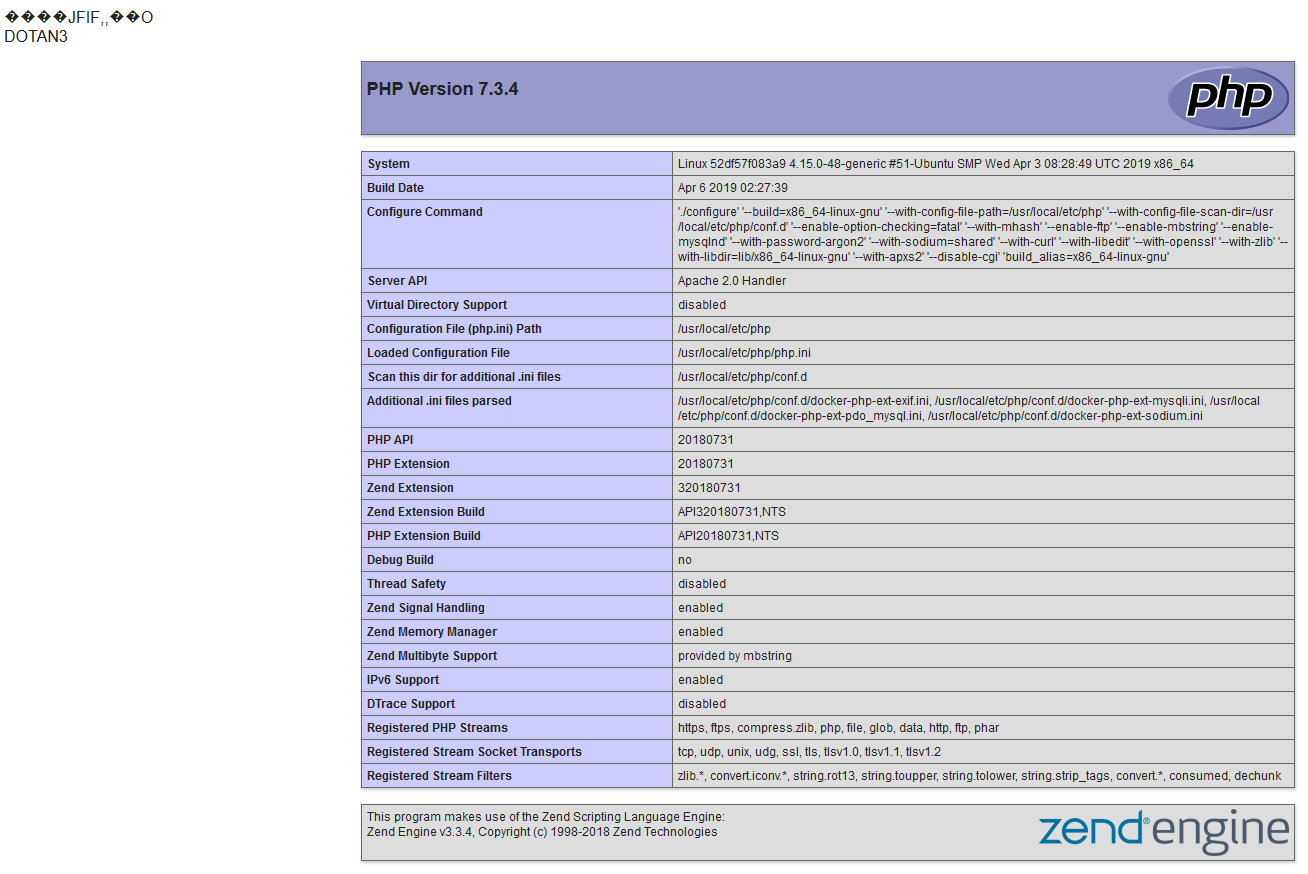 ����JFIF,,��O
DOTAN3
PHP Version 7.3.4
php
System Linux 52df57f083a9 4.15.0-48-generic #51-Ubuntu SMP Wed Apr 3 08:28:49 UTC 2019 x86_64
Build Date Apr 6 2019 02:27:39
Configure Command './configure' '--build=x86_64-linux-gnu' '--with-config-file-path=/usr/local/etc/php' '--with-config-file-scan-dir=/usr
/local/etc/php/conf.d' '--enable-option-checking=fatal' '--with-mhash' '--enable-ftp' '--enable-mbstring' '--enable-
mysqlnd' '--with-password-argon2' '--with-sodium=shared' '--with-curl' '--with-libedit' '--with-openssl' '--with-zlib' '--
with-libdir=lib/x86_64-linux-gnu' '--with-apxs2' '--disable-cgi' 'build_alias=x86_64-linux-gnu'
Server API Apache 2.0 Handler
Virtual Directory Support disabled
Configuration File (php.ini) Path /usr/local/etc/php
Loaded Configuration File /usr/local/etc/php/php.ini
Scan this dir for additional .ini files /usr/local/etc/php/conf.d
Additional .ini files parsed /usr/local/etc/php/conf.d/docker-php-ext-exif.ini, /usr/local/etc/php/conf.d/docker-php-ext-mysqli.ini, /usr/local
/etc/php/conf.d/docker-php-ext-pdo_mysql.ini, /usr/local/etc/php/conf.d/docker-php-ext-sodium.ini
PHP API 20180731
PHP Extension 20180731
Zend Extension 320180731
Zend Extension Build API320180731,NTS
PHP Extension Build API20180731,NTS
Debug Build no
Thread Safety disabled
Zend Signal Handling enabled
Zend Memory Manager enabled
Zend Multibyte Support provided by mbstring
IPv6 Support enabled
DTrace Support disabled
Registered PHP Streams https, ftps, compress.zlib, php, file, glob, data, http, ftp, phar
Registered Stream Socket Transports tcp, udp, unix, udg, ssl, tls, tlsv1.0, tlsv1.1, tlsv1.2
Registered Stream Filters zlib.*, convert.iconv.*, string.rot13, string.toupper, string.tolower, string.strip_tags, convert.*, consumed, dechunk
This program makes use of the Zend Scripting Language Engine:
Zend Engine v3.3.4, Copyright (c) 1998-2018 Zend Technologies
zend® engine